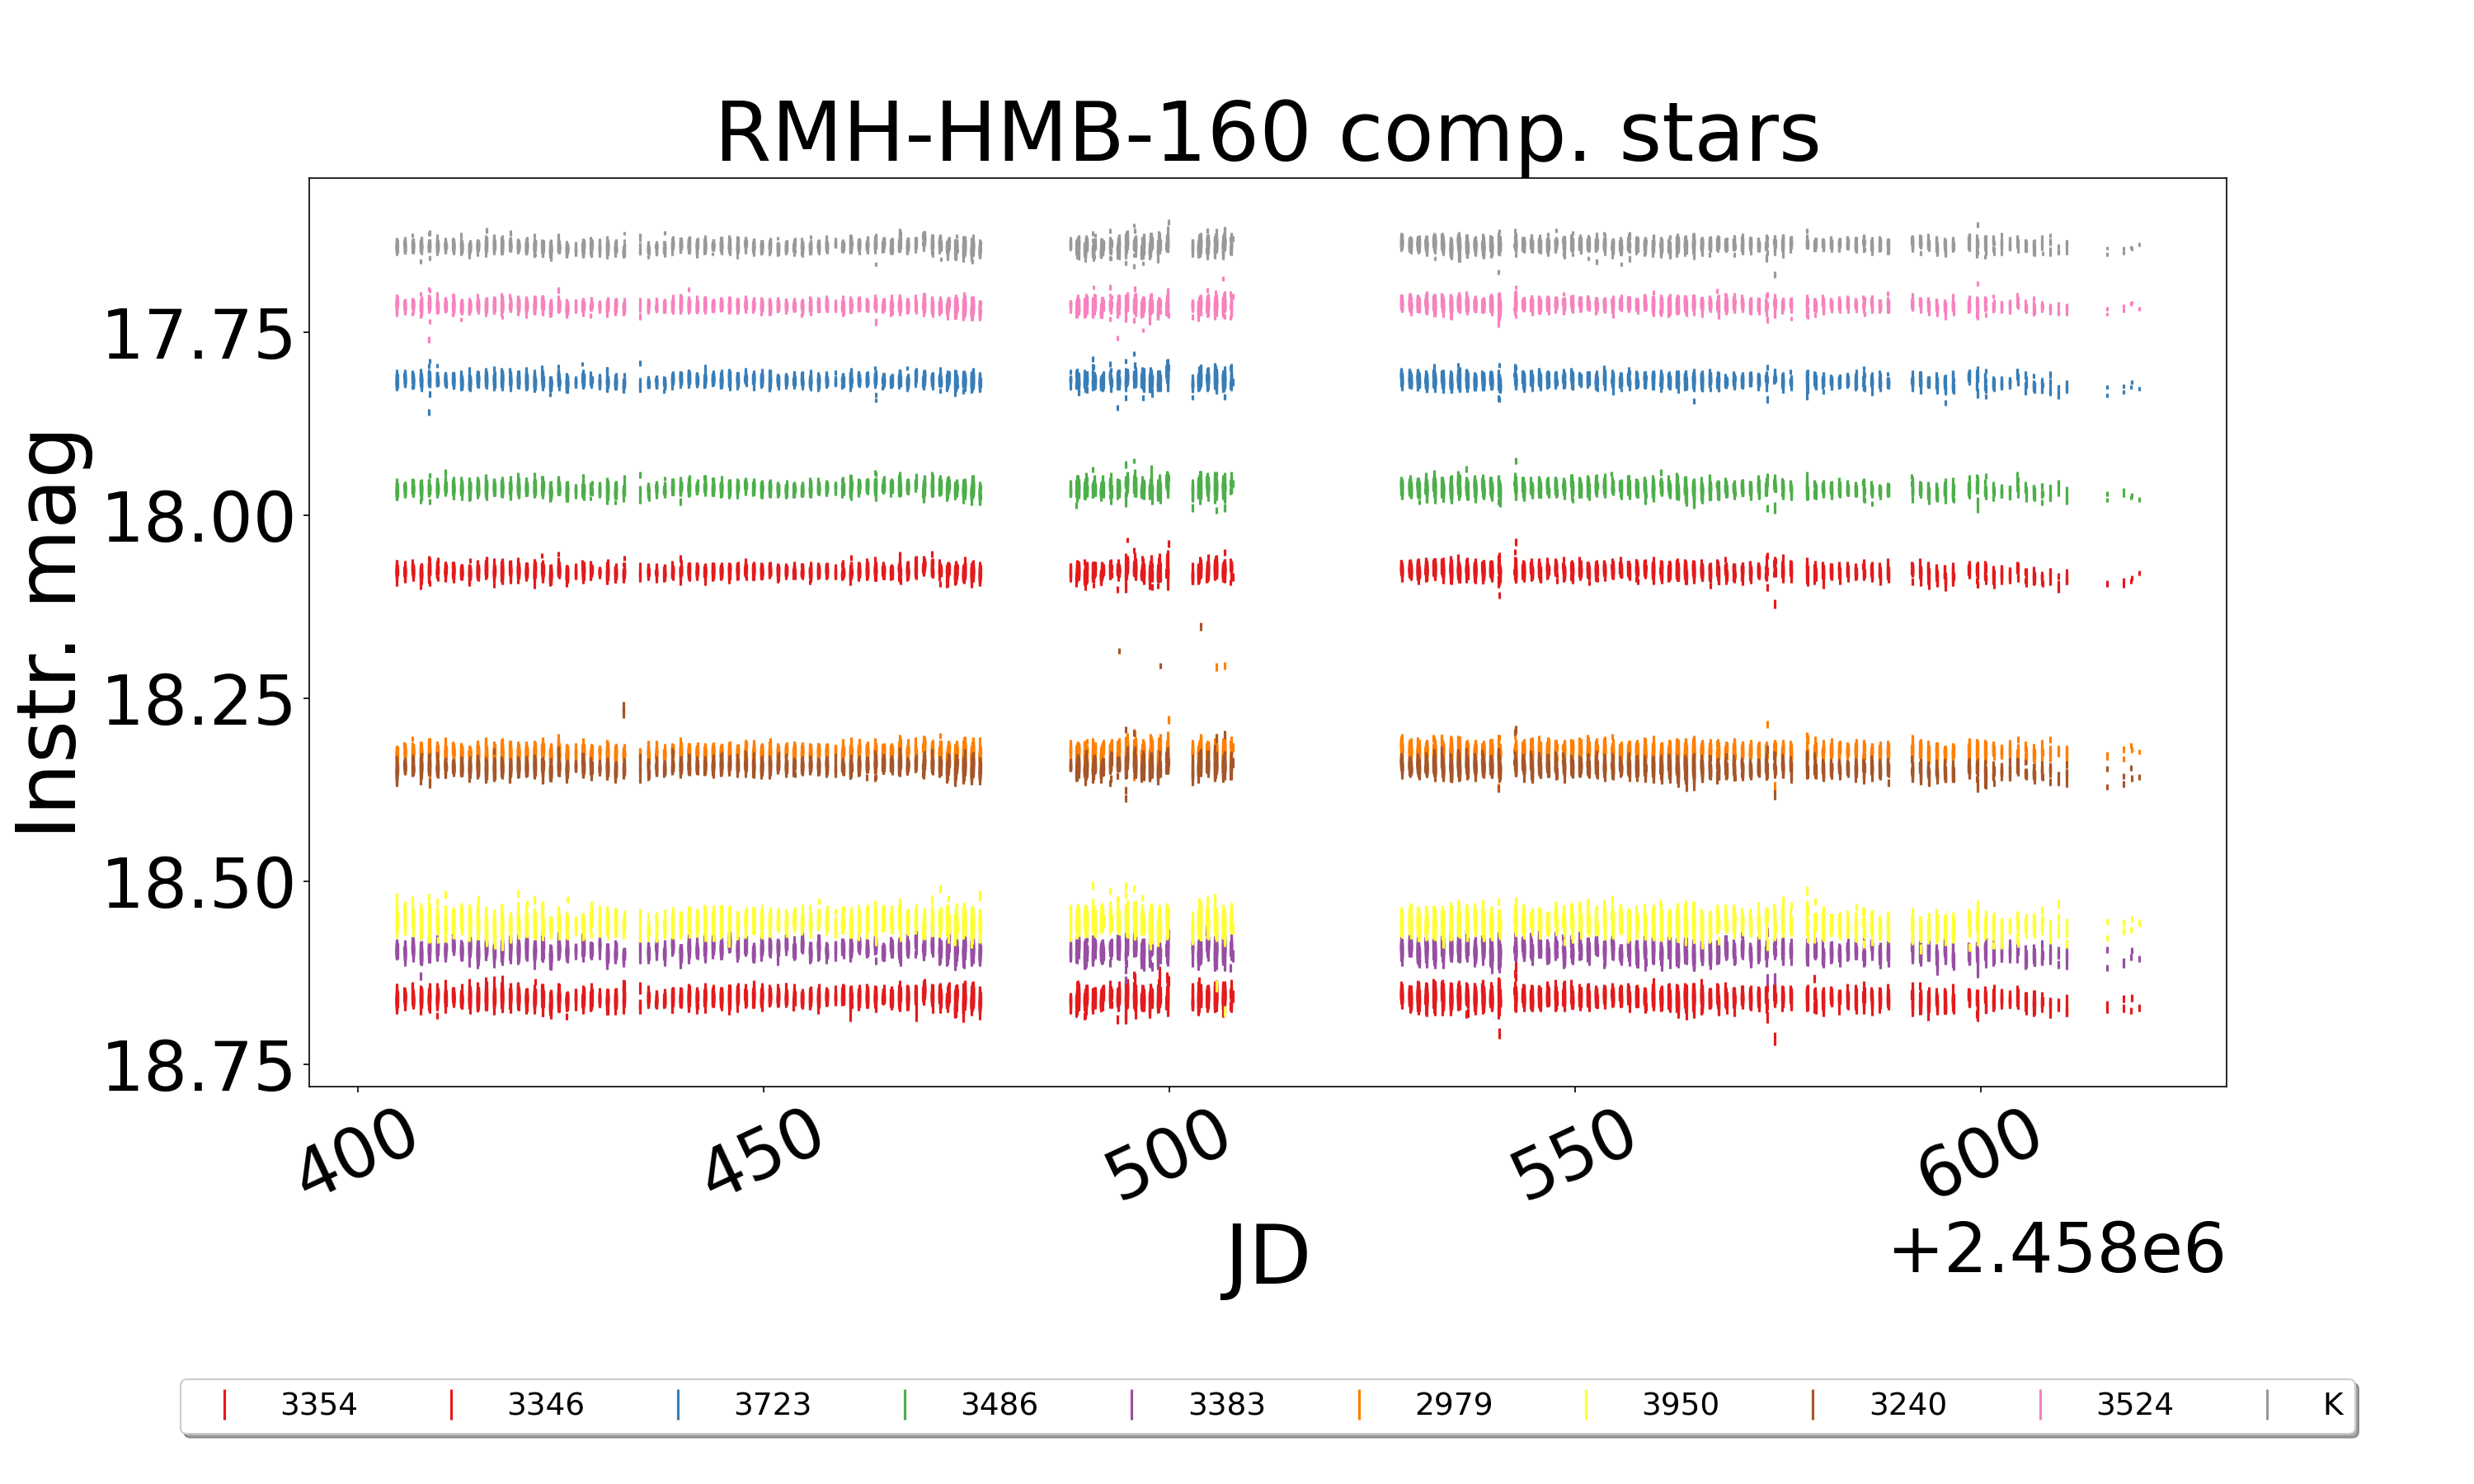 RMH-HMB-160 comp. stars
Instr. mag
17.75
18.00
18.25
18.50
18.75
400 450 500 550 600
JD
+2.458e6
3354 3346 3723 3486 3383 2979 3950 3240 3524 K